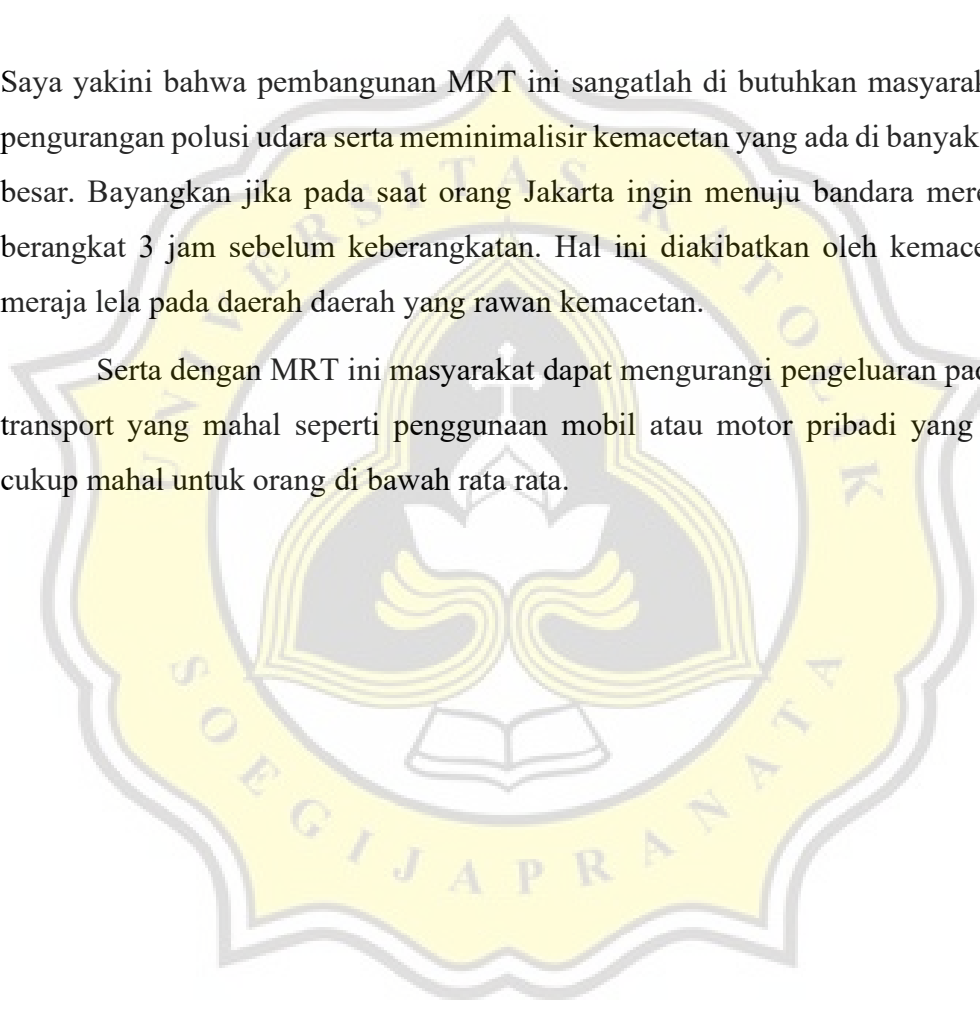 Saya yakini bahwa pembangunan MRT ini sangatlah di butuhkan
pengurangan polusi udara serta meminimalisir kemacetan yang ada di banyak
besar. Bayangkan jika pada saat orang Jakarta ingin menuju bandara
berangkat 3 jam sebelum keberangkatan. Hal ini diakibatkan oleh
meraja lela pada daerah daerah yang rawan kemacetan.
Serta dengan MRT ini masyarakat dapat mengurangi pengeluaran
transport yang mahal seperti penggunaan mobil atau motor pribadi yang
cukup mahal untuk orang di bawah rata rata.
UNIVERSITAS KATOLIK
SOEGIJAPRANATA